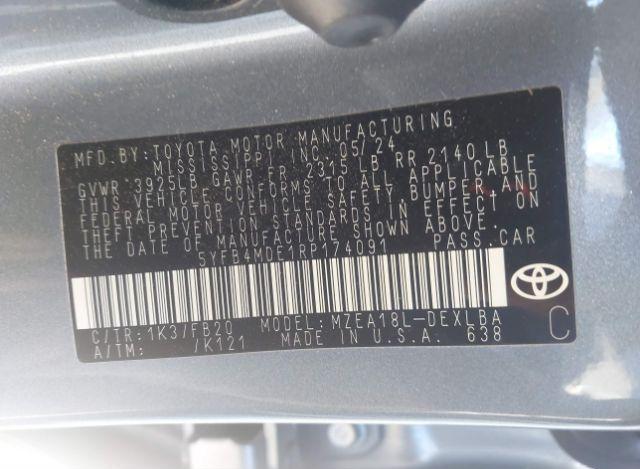 MFD.BY: TOYOTA MOTOR MANUFACTURING
MISSISSIPPI, INC. 05/24
GVWR 3925LB GAWR FR 2315 LB RR 2140 LB
THIS VEHICLE CONFORMS TO ALL APPLICABLE
FEDERAL MOTOR VEHICLE SAFETY, BUMPER, AND
THEFT PREVENTION STANDARDS IN EFFECT ON
THE DATE OF MANUFACTURE SHOWN ABOVE.
5YFB4MDE1RP174091 PASS.CAR
C/TR: 1K37/FB20 MODEL: MZEA18L-DEXLBA
A/TM: /K121 MADE IN U.S.A. 638
C